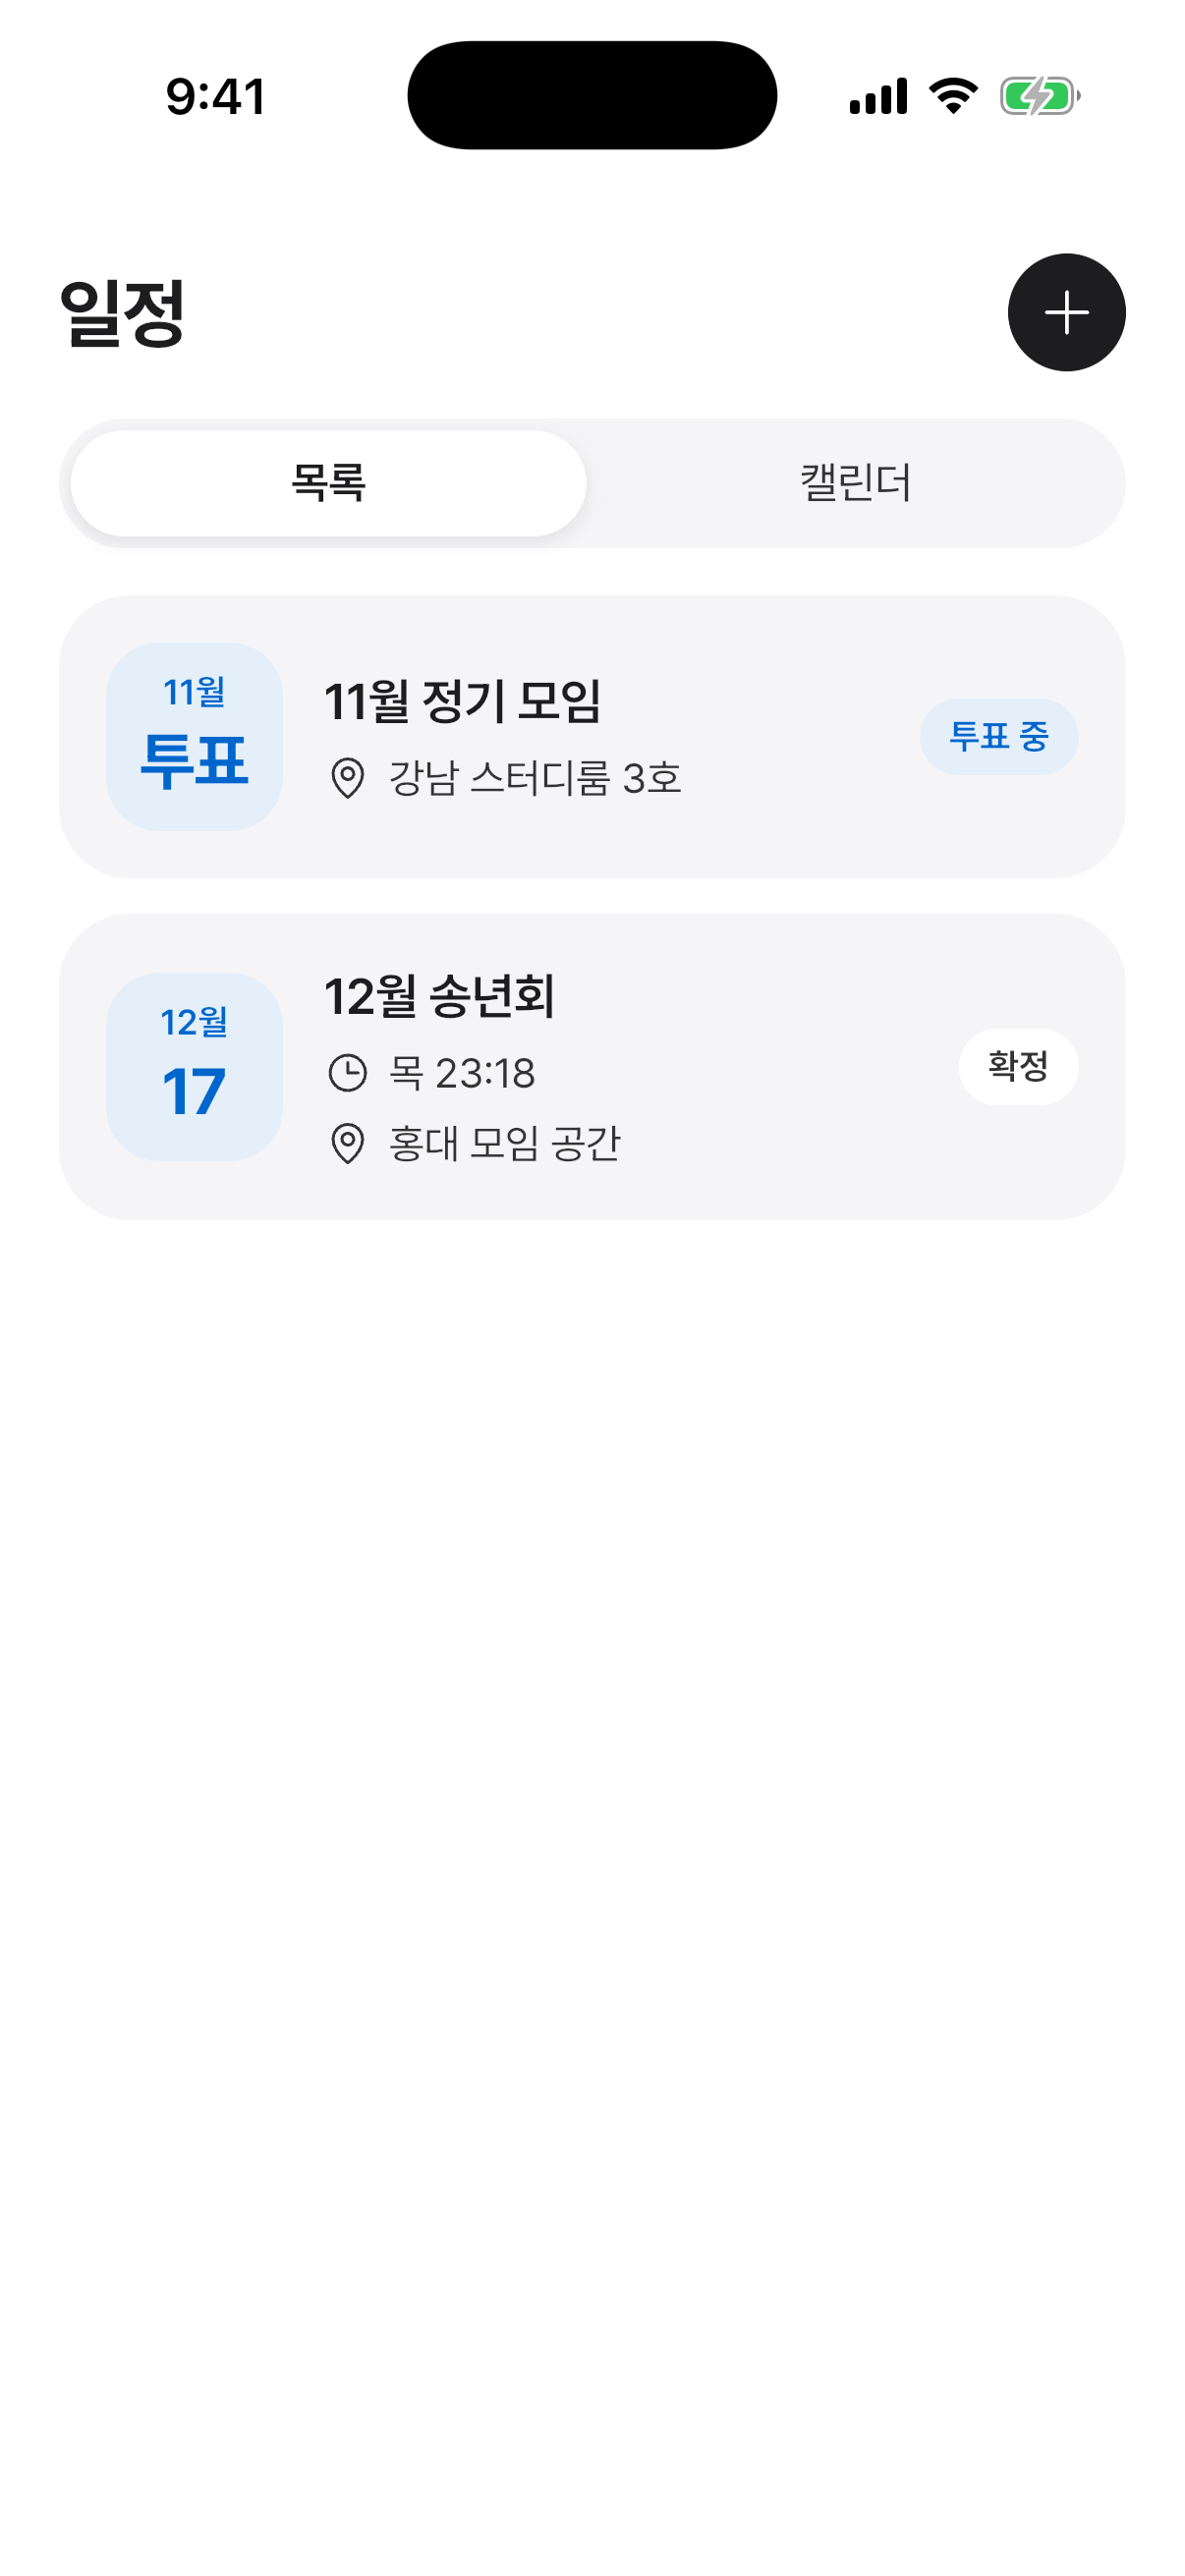 9:41
일정
목록
캘린더
11월
투표
11월 정기 모임
강남 스터디룸 3호
투표 중
12월
17
12월 송년회
목 23:18
홍대 모임 공간
확정